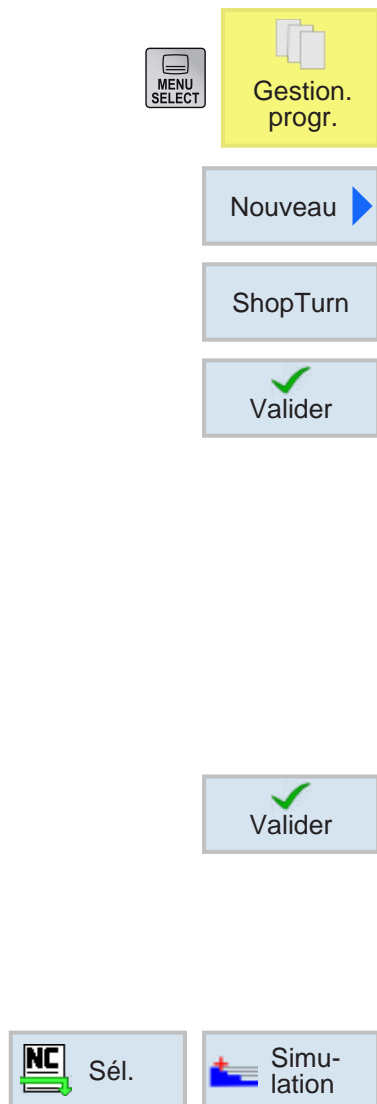 MENU
SELECT
Gestion.
progr.
Nouveau
ShopTurn
Valider
Valider
NC
Sél.
Simu-
lation